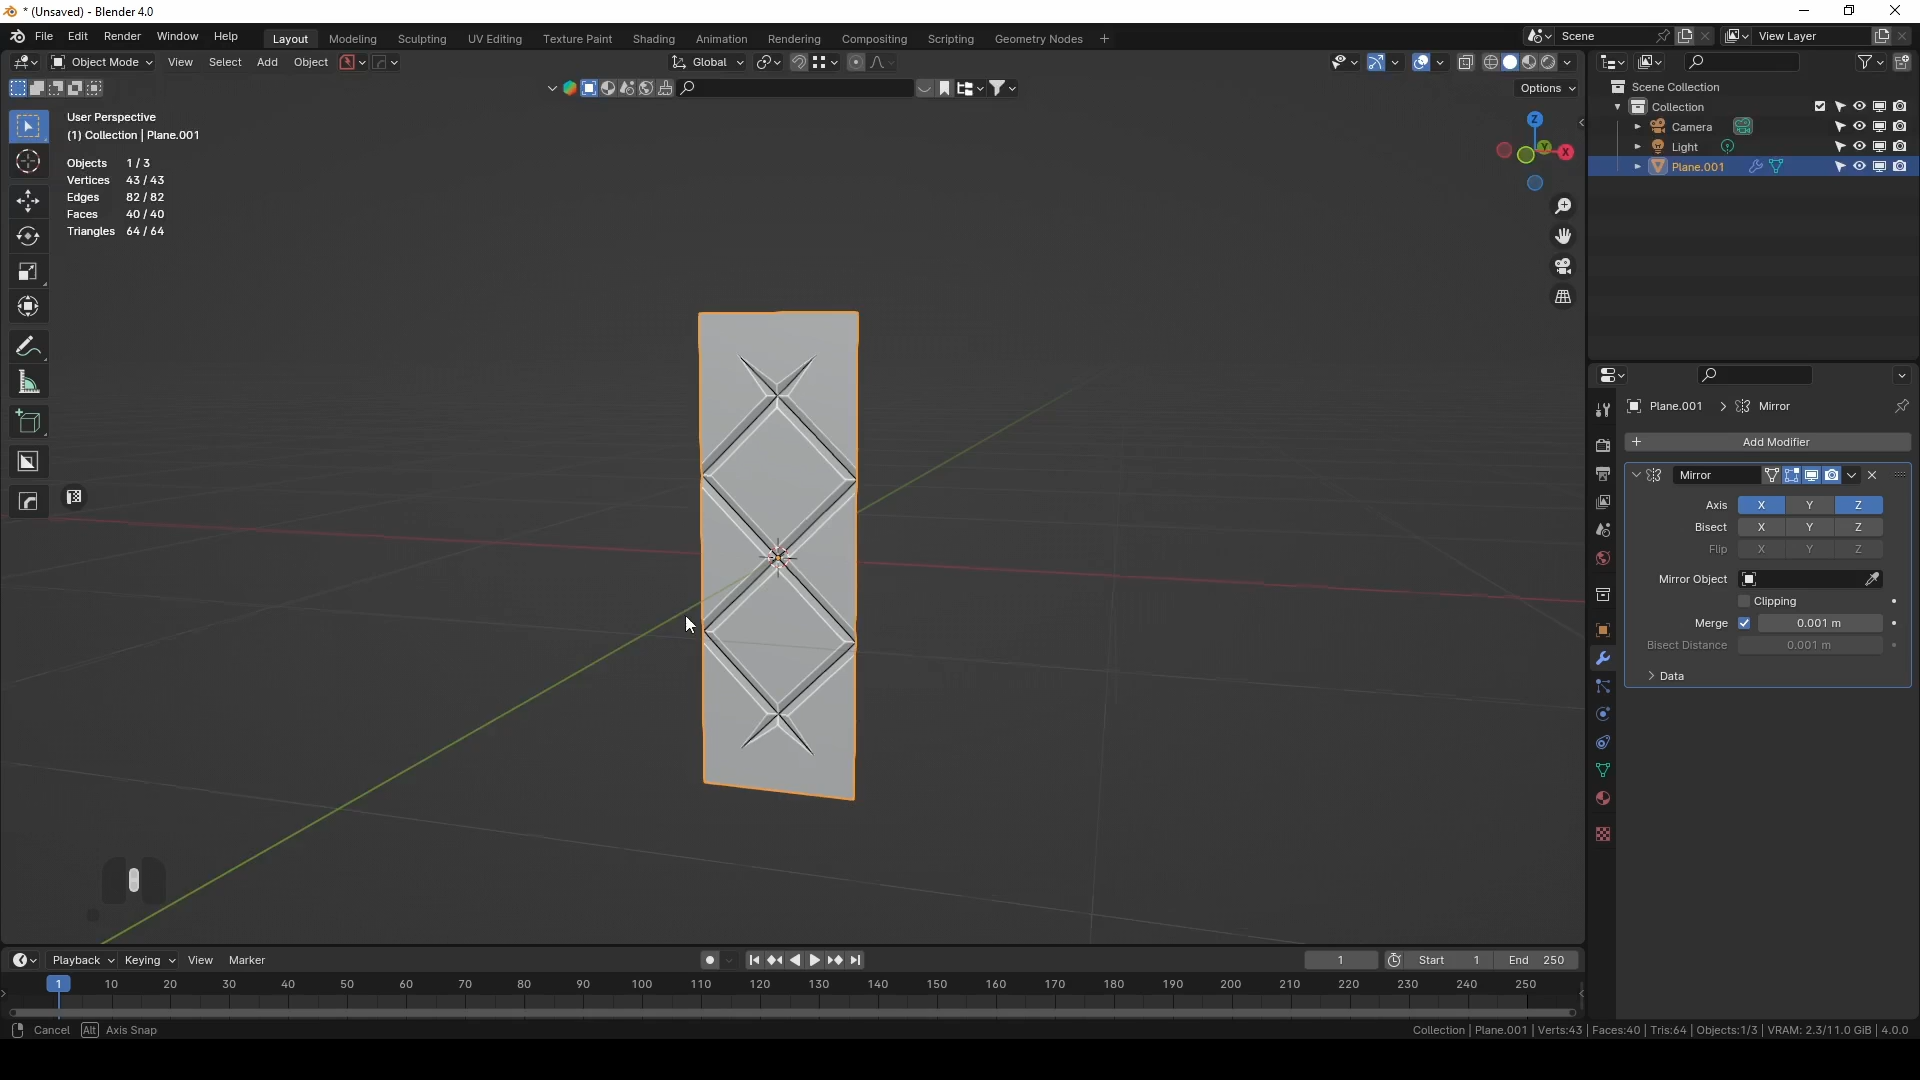 * (Unsaved) - Blender 4.0
File Edit Render Window Help Layout Modeling Sculpting UV Editing Texture Paint Shading Animation Rendering Compositing Scripting Geometry Nodes + Scene View Layer
Object Mode View Select Add Object Global
Options
User Perspective
(1) Collection | Plane.001
Objects 1 / 3
Vertices 43 / 43
Edges 82 / 82
Faces 40 / 40
Triangles 64 / 64
Z
Y
X
Scene Collection
Collection
Camera
Light
Plane.001
Plane.001 > Mirror
+ Add Modifier
Mirror
Axis X Y Z
Bisect X Y Z
Flip X Y Z
Mirror Object
Clipping
Merge 0.001 m
Bisect Distance 0.001 m
Data
Playback Keying View Marker 1 Start 1 End 250
1 10 20 30 40 50 60 70 80 90 100 110 120 130 140 150 160 170 180 190 200 210 220 230 240 250
Cancel Alt Axis Snap Collection | Plane.001 | Verts:43 | Faces:40 | Tris:64 | Objects:1/3 | VRAM: 2.3/11.0 GiB | 4.0.0